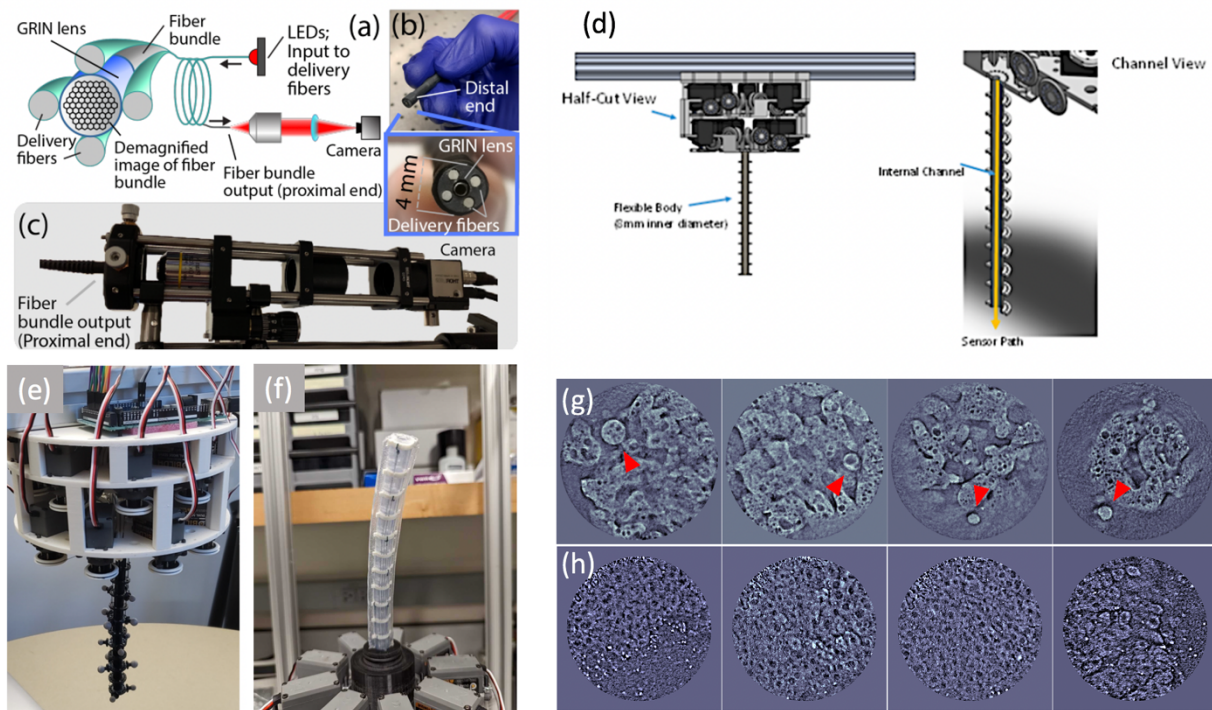 (a)
GRIN lens
Fiber
bundle
LEDs;
Input to
delivery
fibers
Delivery
fibers
Demagnified
image of fiber
bundle
Camera
Fiber bundle
output (proximal end)
(b)
Distal
end
GRIN lens
4 mm
Delivery fibers
(c)
Camera
Fiber
bundle output
(Proximal end)
(d)
Half-Cut View
Flexible Body
(8mm inner diameter)
Channel View
Internal Channel
Sensor Path
(e)
(f)
(g)
(h)